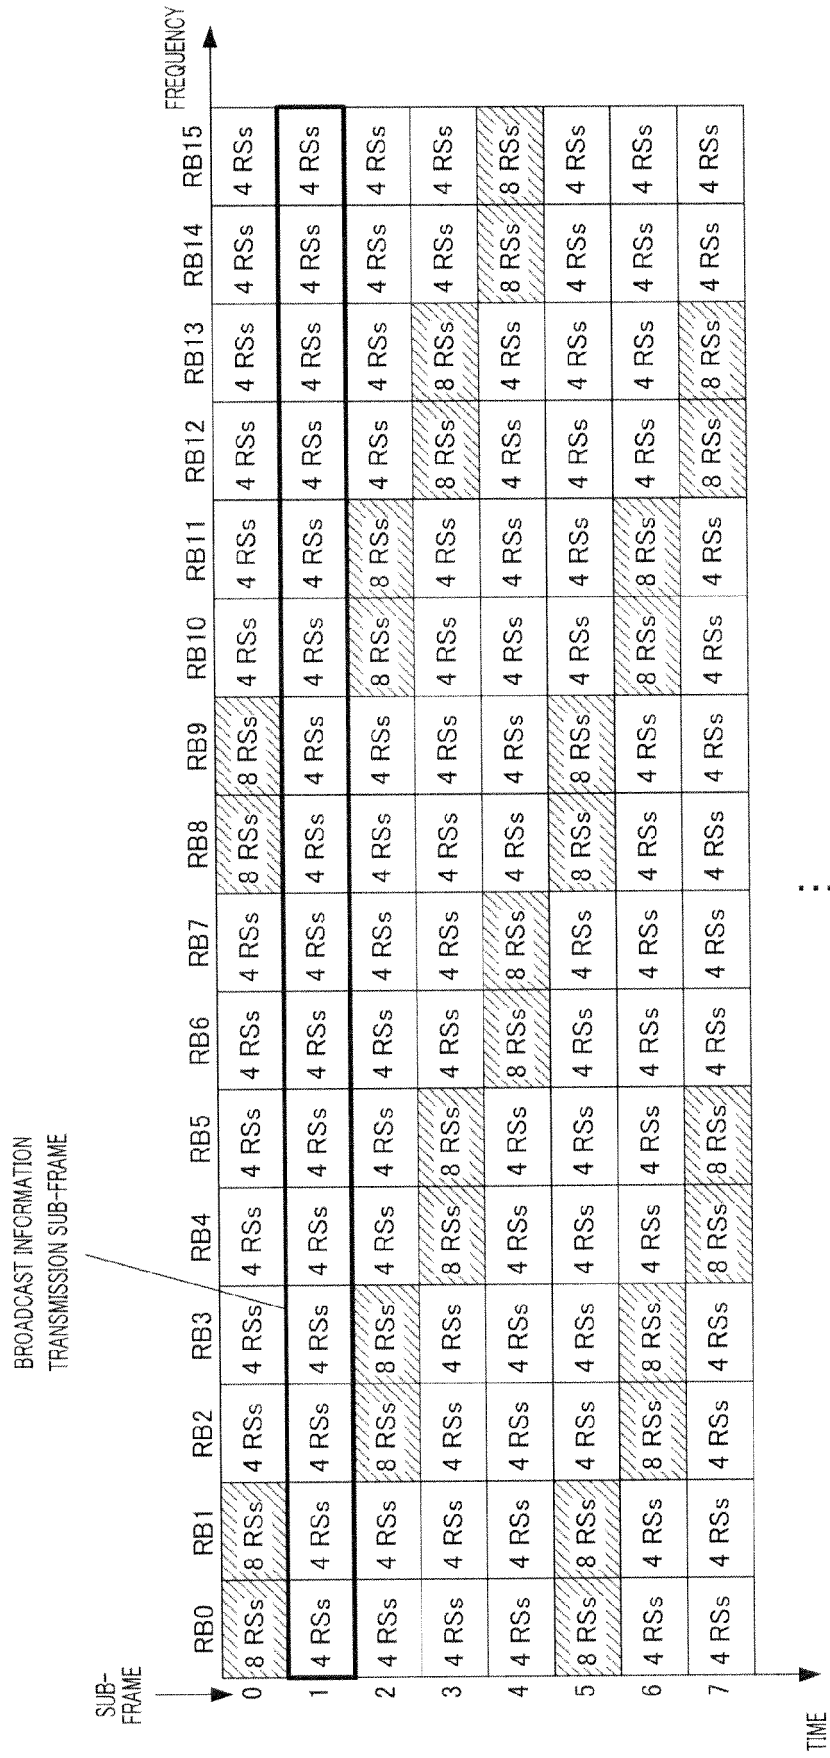 BROADCAST INFORMATION
TRANSMISSION SUB-FRAME
SUB-
FRAME
RB0 RB1 RB2 RB3 RB4 RB5 RB6 RB7 RB8 RB9 RB10 RB11 RB12 RB13 RB14 RB15 FREQUENCY
0 8 RSs 8 RSs 4 RSs 4 RSs 4 RSs 4 RSs 4 RSs 4 RSs 8 RSs 8 RSs 4 RSs 4 RSs 4 RSs 4 RSs 4 RSs 4 RSs
1 4 RSs 4 RSs 4 RSs 4 RSs 4 RSs 4 RSs 4 RSs 4 RSs 4 RSs 4 RSs 4 RSs 4 RSs 4 RSs 4 RSs 4 RSs 4 RSs
2 4 RSs 4 RSs 8 RSs 8 RSs 4 RSs 4 RSs 4 RSs 4 RSs 4 RSs 4 RSs 8 RSs 8 RSs 4 RSs 4 RSs 4 RSs 4 RSs
3 4 RSs 4 RSs 4 RSs 4 RSs 8 RSs 8 RSs 4 RSs 4 RSs 4 RSs 4 RSs 4 RSs 4 RSs 8 RSs 8 RSs 4 RSs 4 RSs
4 4 RSs 4 RSs 4 RSs 4 RSs 4 RSs 4 RSs 8 RSs 8 RSs 4 RSs 4 RSs 4 RSs 4 RSs 4 RSs 4 RSs 8 RSs 8 RSs
5 8 RSs 8 RSs 4 RSs 4 RSs 4 RSs 4 RSs 4 RSs 4 RSs 8 RSs 8 RSs 4 RSs 4 RSs 4 RSs 4 RSs 4 RSs 4 RSs
6 4 RSs 4 RSs 8 RSs 8 RSs 4 RSs 4 RSs 4 RSs 4 RSs 4 RSs 4 RSs 8 RSs 8 RSs 4 RSs 4 RSs 4 RSs 4 RSs
7 4 RSs 4 RSs 4 RSs 4 RSs 8 RSs 8 RSs 4 RSs 4 RSs 4 RSs 4 RSs 4 RSs 4 RSs 8 RSs 8 RSs 4 RSs 4 RSs
TIME
...